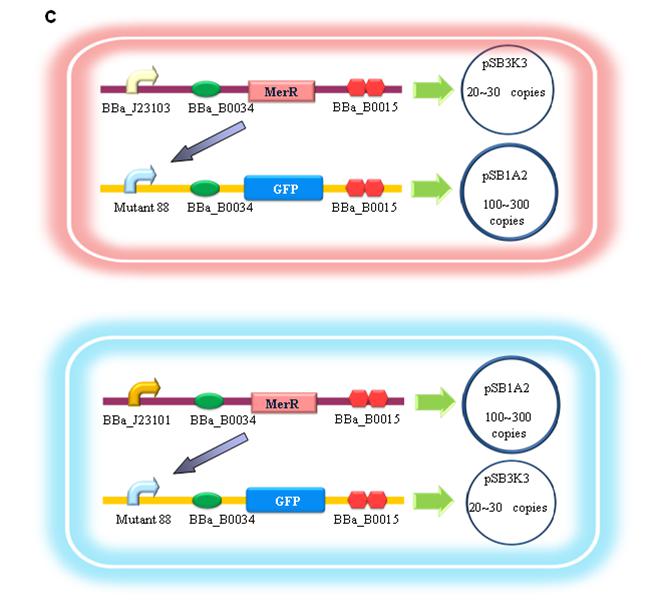 C
pSB3K3
20~30 copies
MerR
BBa_J23103 BBa_B0034 BBa_B0015
pSB1A2
100~300
copies
GFP
Mutant 88 BBa_B0034 BBa_B0015
pSB1A2
100~300
copies
MerR
BBa_J23101 BBa_B0034 BBa_B0015
pSB3K3
20~30 copies
GFP
Mutant 88 BBa_B0034 BBa_B0015